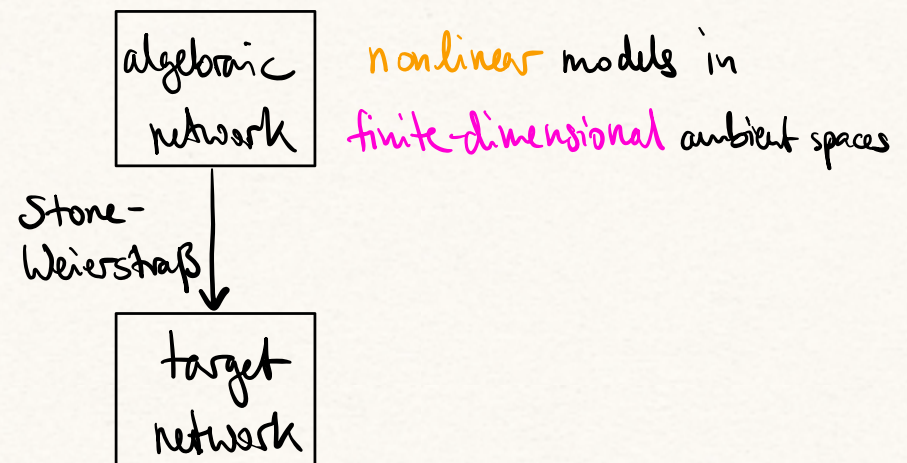 algebraic
network
nonlinear models in
finite-dimensional ambient spaces
Stone-
Weierstraß
target
network